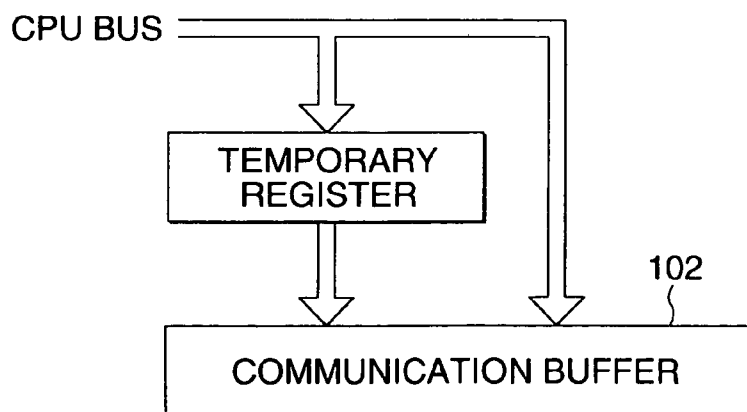 CPU BUS
TEMPORARY
REGISTER
102
COMMUNICATION BUFFER